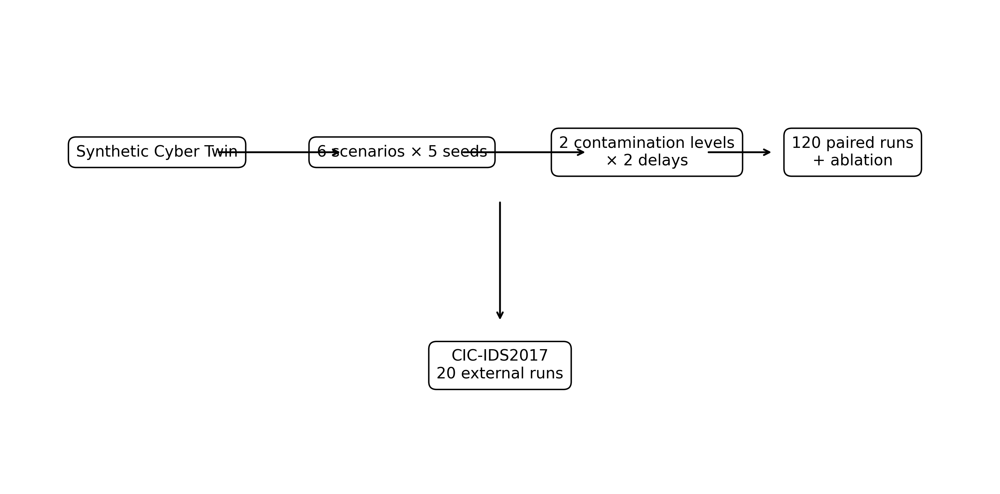 Synthetic Cyber Twin
6 scenarios × 5 seeds
2 contamination levels
× 2 delays
120 paired runs
+ ablation
CIC-IDS2017
20 external runs